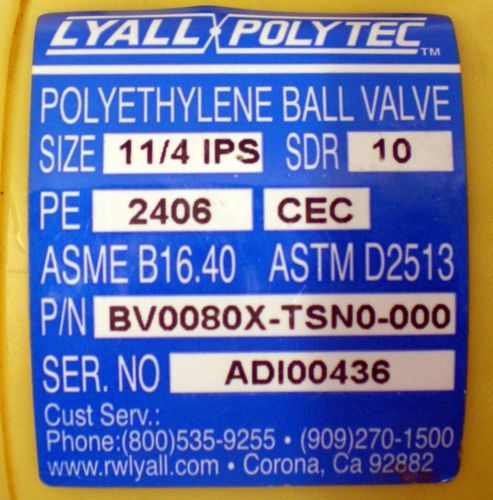 LYALL POLYTEC™
POLYETHYLENE BALL VALVE
SIZE 11/4 IPS SDR 10
PE 2406 CEC
ASME B16.40 ASTM D2513
P/N BV0080X-TSN0-000
SER. NO ADI00436
Cust Serv.:
Phone:(800)535-9255 • (909)270-1500
www.rwlyall.com • Corona, Ca 92882